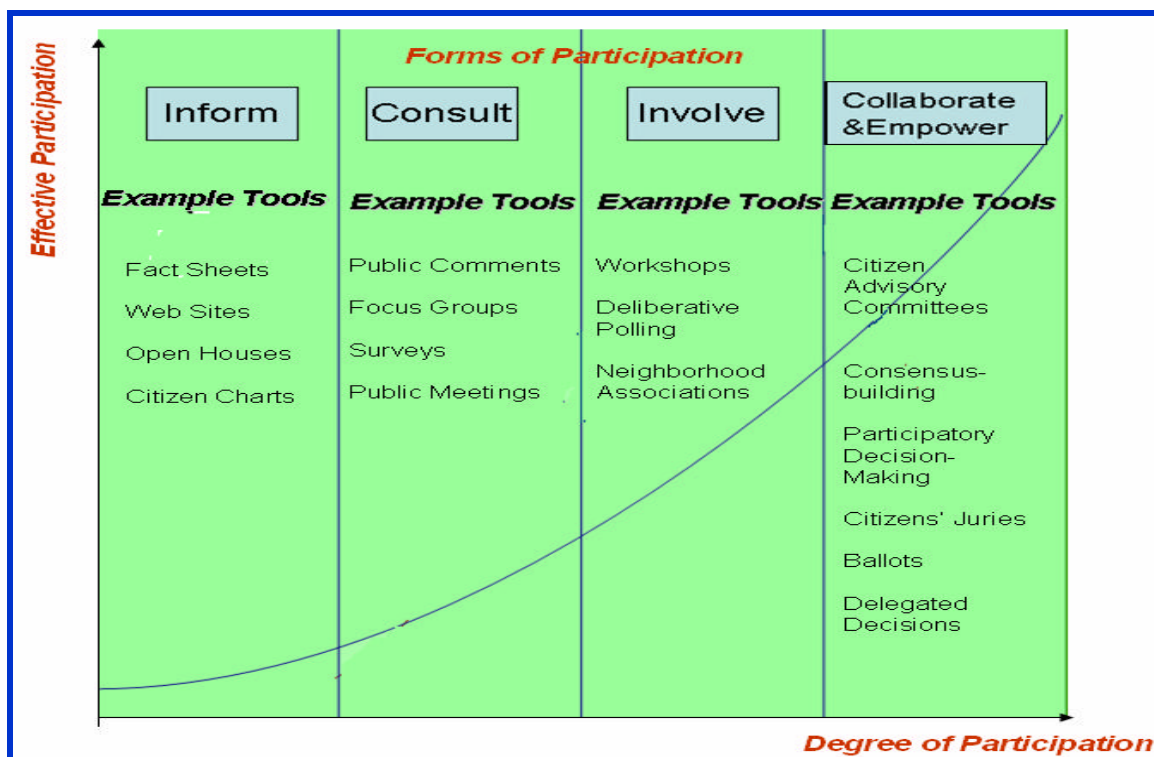 Effective Participation
Forms of Participation
Inform
Consult
Involve
Collaborate
&Empower
Example Tools
Fact Sheets
Web Sites
Open Houses
Citizen Charts
Example Tools
Public Comments
Focus Groups
Surveys
Public Meetings
Example Tools
Workshops
Deliberative
Polling
Neighborhood
Associations
Example Tools
Citizen
Advisory
Committees
Consensus-
building
Participatory
Decision-
Making
Citizens' Juries
Ballots
Delegated
Decisions
Degree of Participation